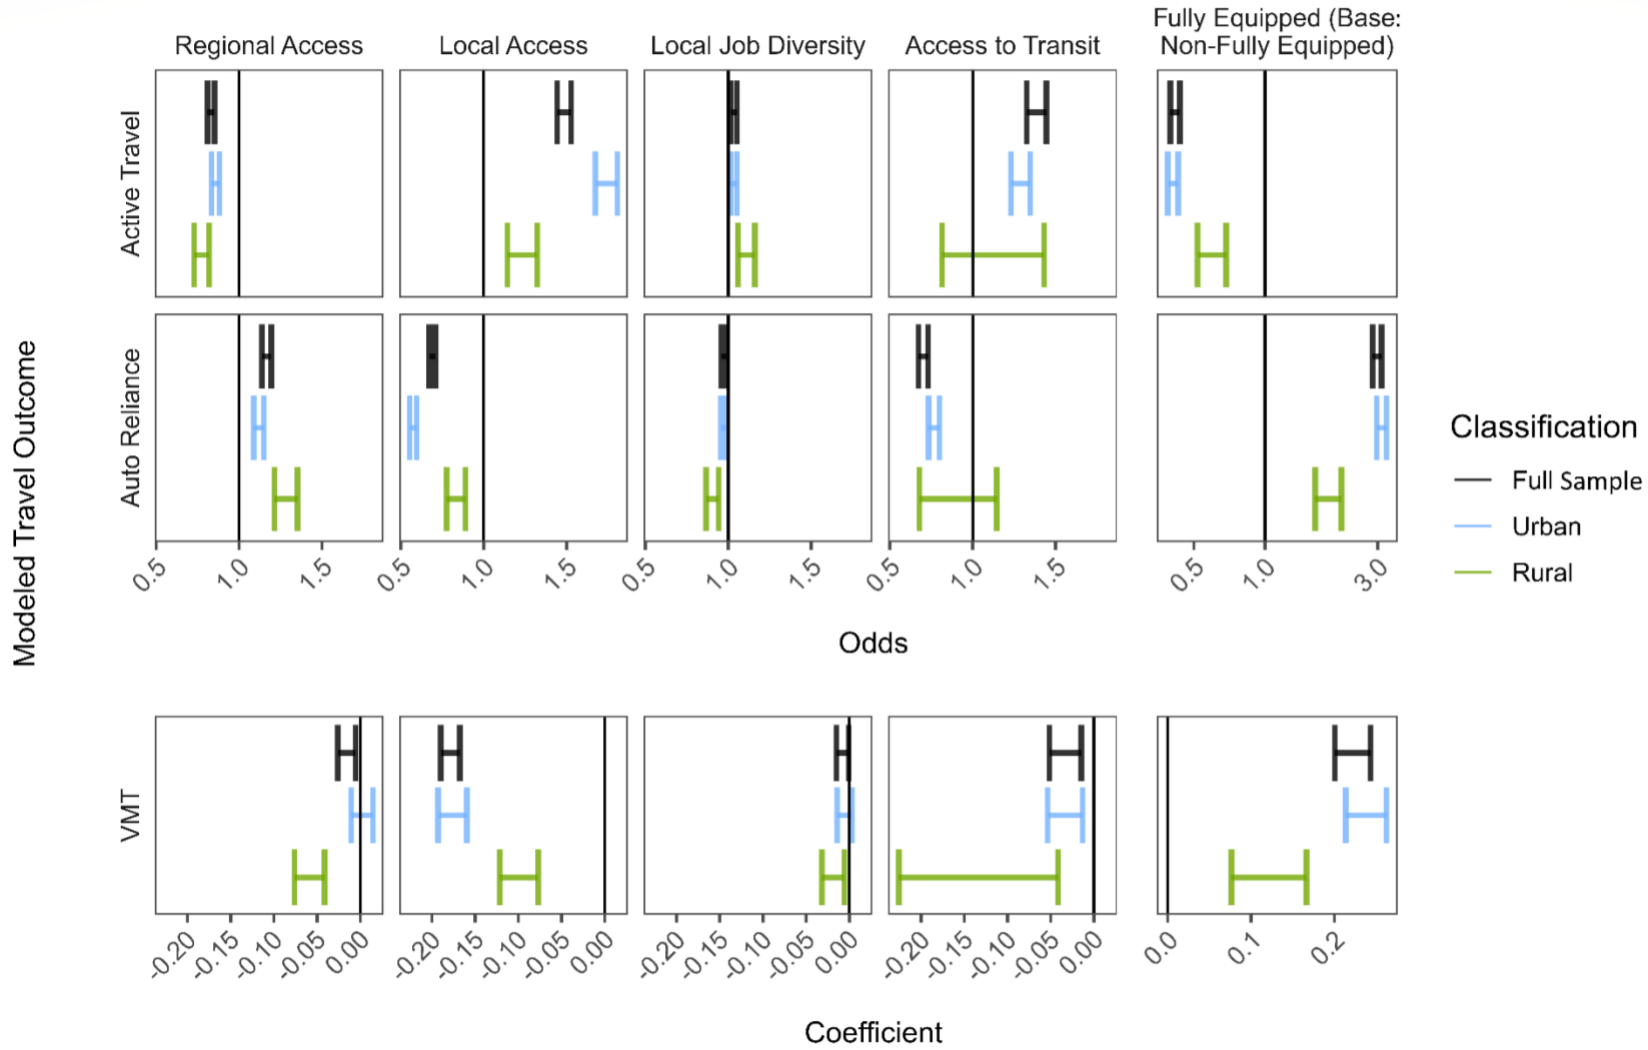 Fully Equipped (Base:
Regional Access Local Access Local Job Diversity Access to Transit Non-Fully Equipped)
Modeled Travel Outcome
Active Travel
Auto Reliance
0.5 1.0 1.5 0.5 1.0 1.5 0.5 1.0 1.5 0.5 1.0 1.5 0.5 1.0 3.0
Odds
Classification
Full Sample
Urban
Rural
VMT
-0.20 -0.15 -0.10 -0.05 0.00 -0.20 -0.15 -0.10 -0.05 0.00 -0.20 -0.15 -0.10 -0.05 0.00 -0.20 -0.15 -0.10 -0.05 0.00 0.0 0.1 0.2
Coefficient